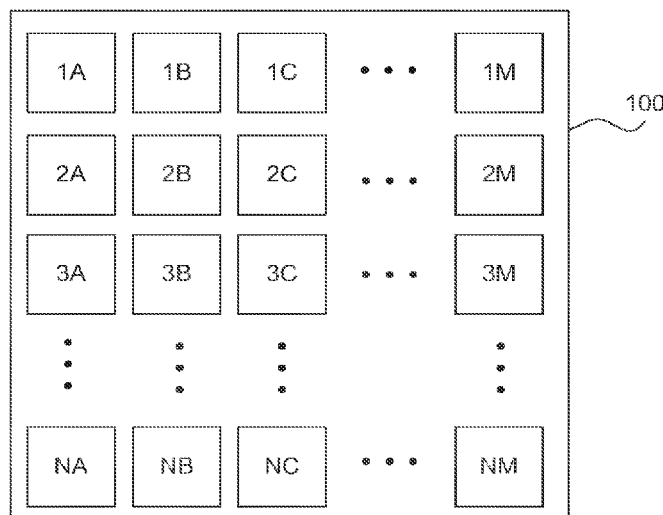 1A 1B 1C • • • 1M
100
2A 2B 2C • • • 2M
3A 3B 3C • • • 3M
NA NB NC • • • NM